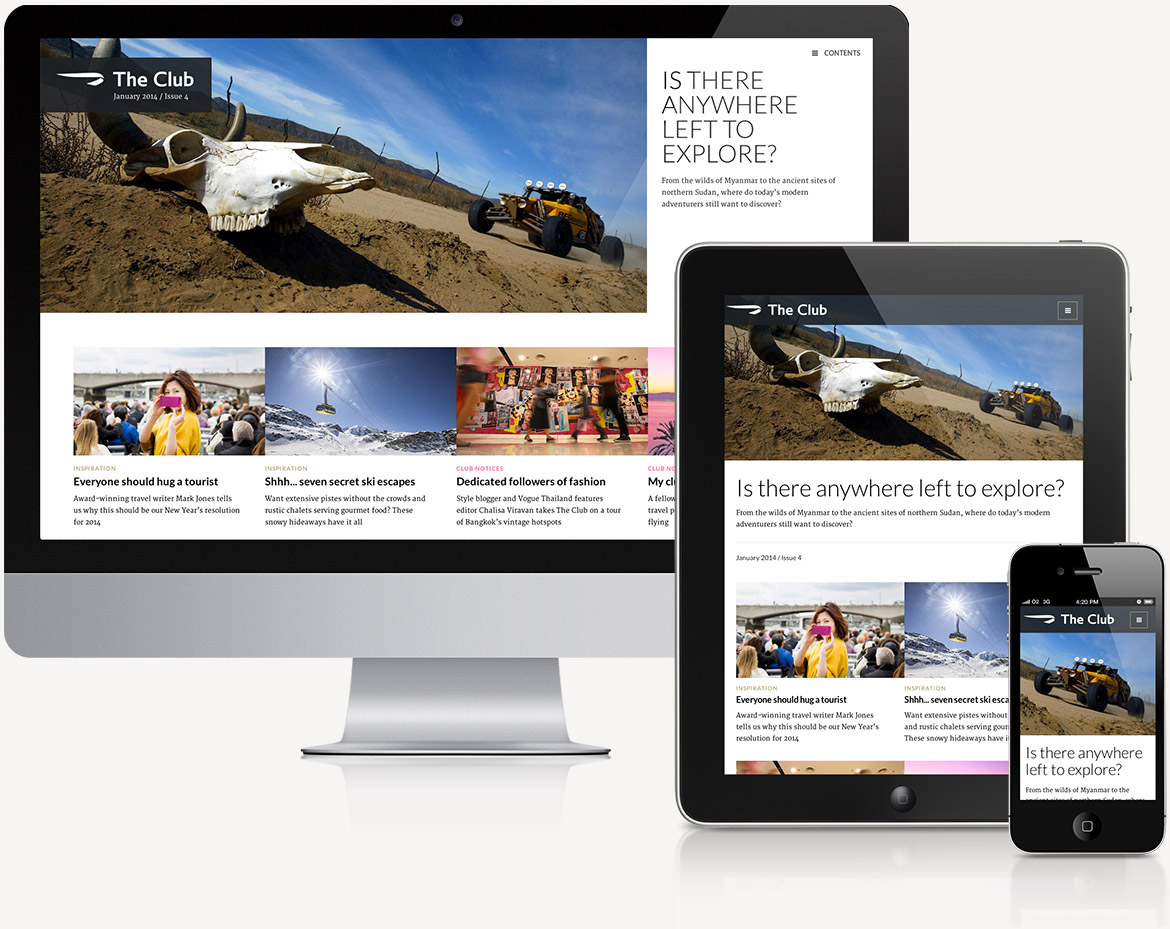 The Club
January 2014 / Issue 4
CONTENTS
IS THERE
ANYWHERE
LEFT TO
EXPLORE?
From the wilds of Myanmar to the ancient sites of
northern Sudan, where do today's modern
adventurers still want to discover?
INSPIRATION
Everyone should hug a tourist
Award-winning travel writer Mark Jones tells
us why this should be our New Year's resolution
for 2014
INSPIRATION
Shhh... seven secret ski escapes
Want extensive pistes without the crowds and
rustic chalets serving gourmet food? These
snowy hideaways have it all
CLUB NOTICES
Dedicated followers of fashion
Style blogger and Vogue Thailand features
editor Chalisa Viravan takes The Club on a tour
of Bangkok's vintage hotspots
CLUB NO
My cl
A fellow
travel p
flying
The Club
Is there anywhere left to explore?
From the wilds of Myanmar to the ancient sites of northern Sudan, where do today's modern
adventurers still want to discover?
January 2014 / Issue 4
INSPIRATION
Everyone should hug a tourist
Award-winning travel writer Mark Jones
tells us why this should be our New Year's
resolution for 2014
INSPIRATION
Shhh... seven secret ski esca
Want extensive pistes without
and rustic chalets serving gour
These snowy hideaways have i
O2 3G 4:20 PM
The Club
Is there anywhere
left to explore?
From the wilds of Myanmar to the
ancient sites of northern Sudan, where